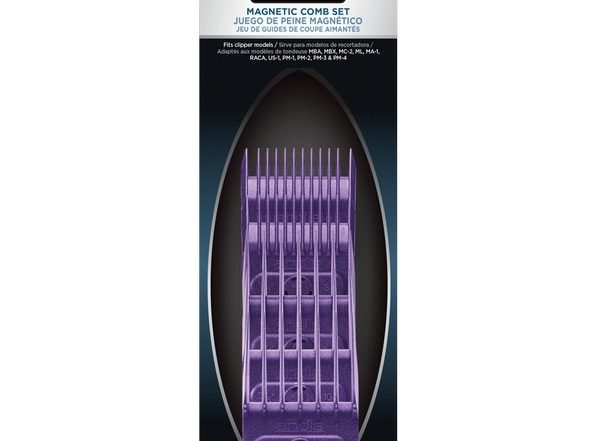 MAGNETIC COMB SET
JUEGO DE PEINE MAGNÉTICO
JEU DE GUIDES DE COUPE AIMANTÉS
Fits clipper models / Sirve para modelos de recortadora /
Adaptés aux modèles de tondeuse MBA, MBX, MC-2, ML, MA-1,
RACA, US-1, PM-1, PM-2, PM-3 & PM-4
andis